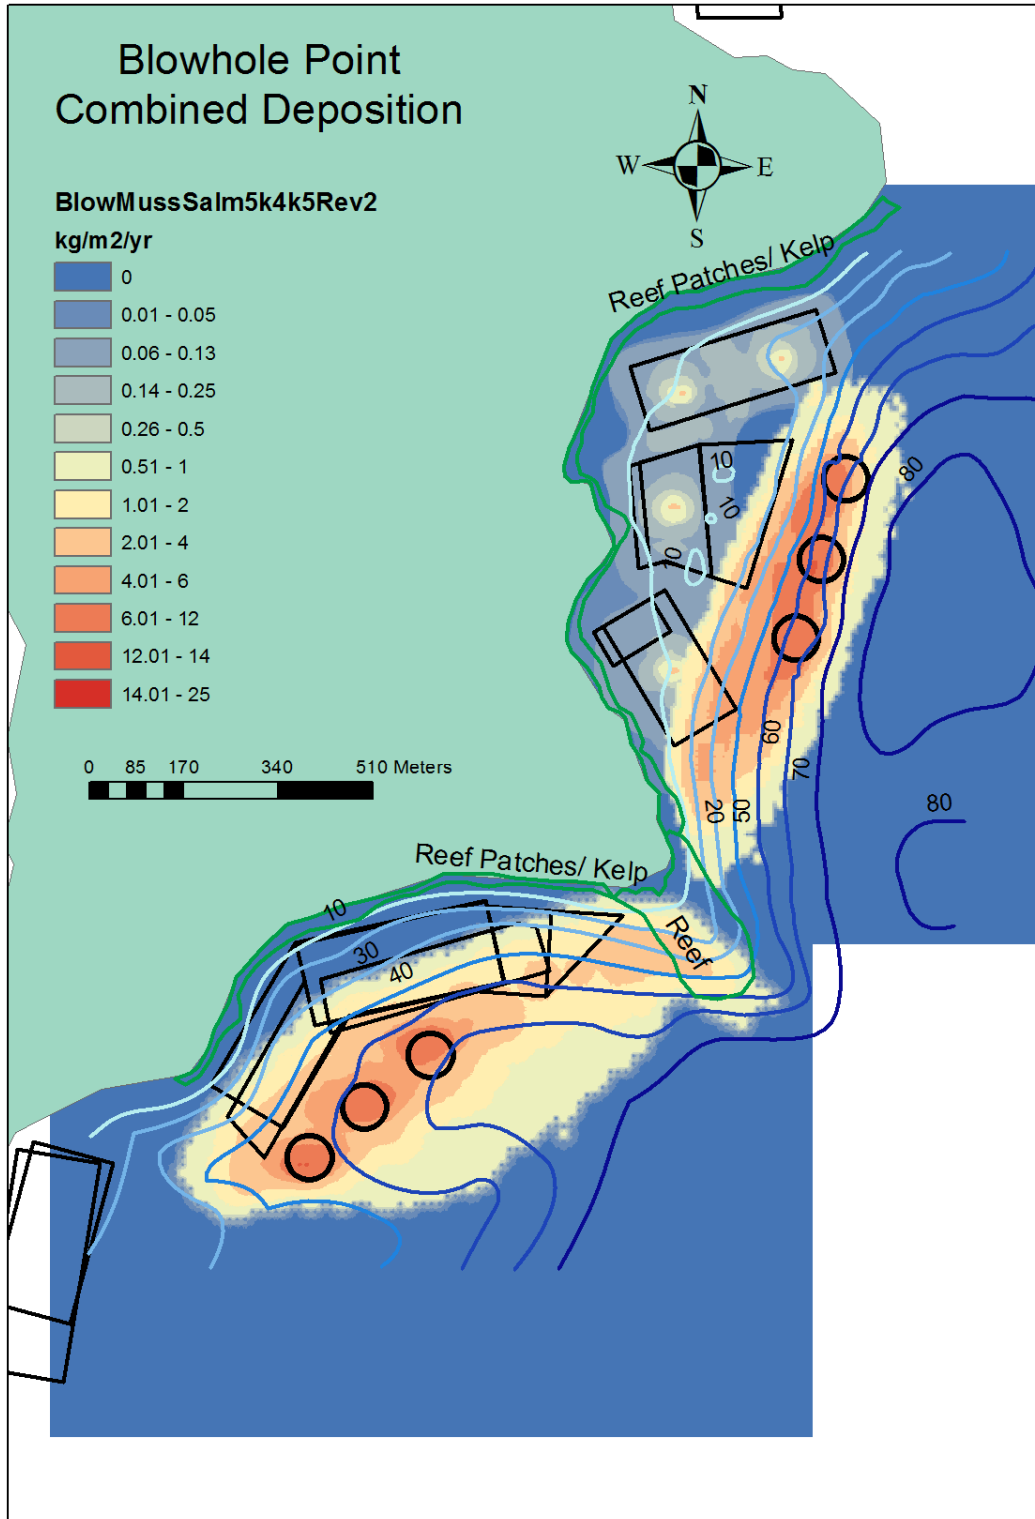 Blowhole Point
Combined Deposition
BlowMussSalm5k4k5Rev2
kg/m2/yr
0
0.01 - 0.05
0.06 - 0.13
0.14 - 0.25
0.26 - 0.5
0.51 - 1
1.01 - 2
2.01 - 4
4.01 - 6
6.01 - 12
12.01 - 14
14.01 - 25
0 85 170 340 510 Meters
N
W E
S
Reef Patches/ Kelp
10
80
10
10
60
70
20
50
80
Reef Patches/ Kelp
10
Reef
30
40